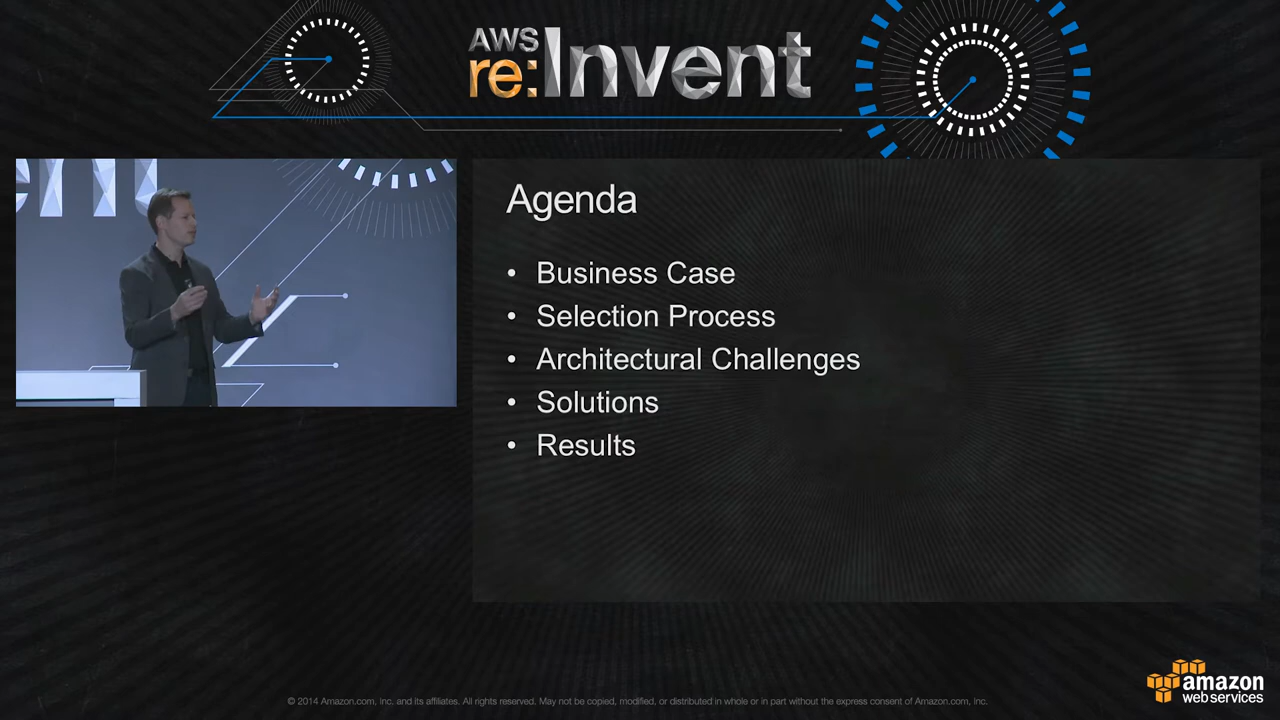 AWS
re:Invent
Agenda
• Business Case
• Selection Process
• Architectural Challenges
• Solutions
• Results
© 2014 Amazon.com, Inc, and its affiliates. All rights reserved. May not be copied, modified, or distributed in whole or in part without the express consent of Amazon.com, Inc.
amazon
web services